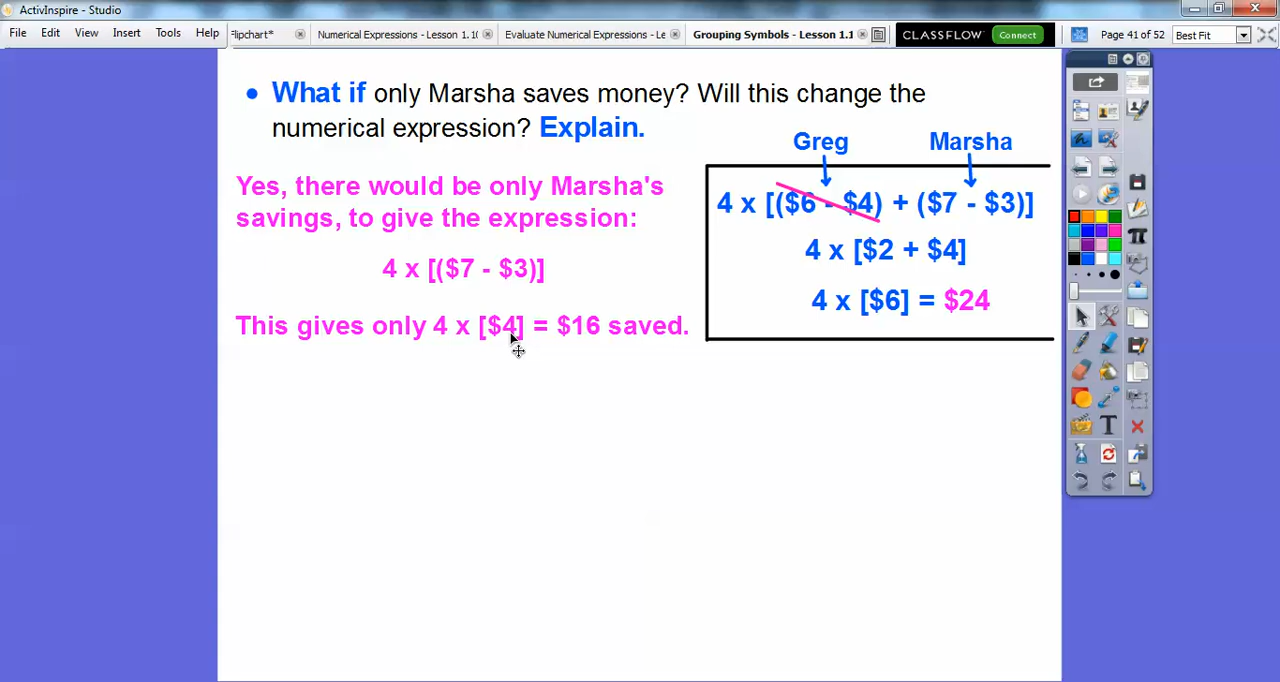 ActivInspire - Studio
File Edit View Insert Tools Help
Flipchart* Numerical Expressions - Lesson 1. 10 Evaluate Numerical Expressions - Le Grouping Symbols - Lesson 1.1 CLASSFLOW Connect Page 41 of 52 Best Fit
• What if only Marsha saves money? Will this change the
numerical expression? Explain.
Greg Marsha
Yes, there would be only Marsha's
savings, to give the expression:
4 x [($7 - $3)]
This gives only 4 x [$4] = $16 saved.
4 x [($6 - $4) + ($7 - $3)]
4 x [$2 + $4]
4 x [$6] = $24